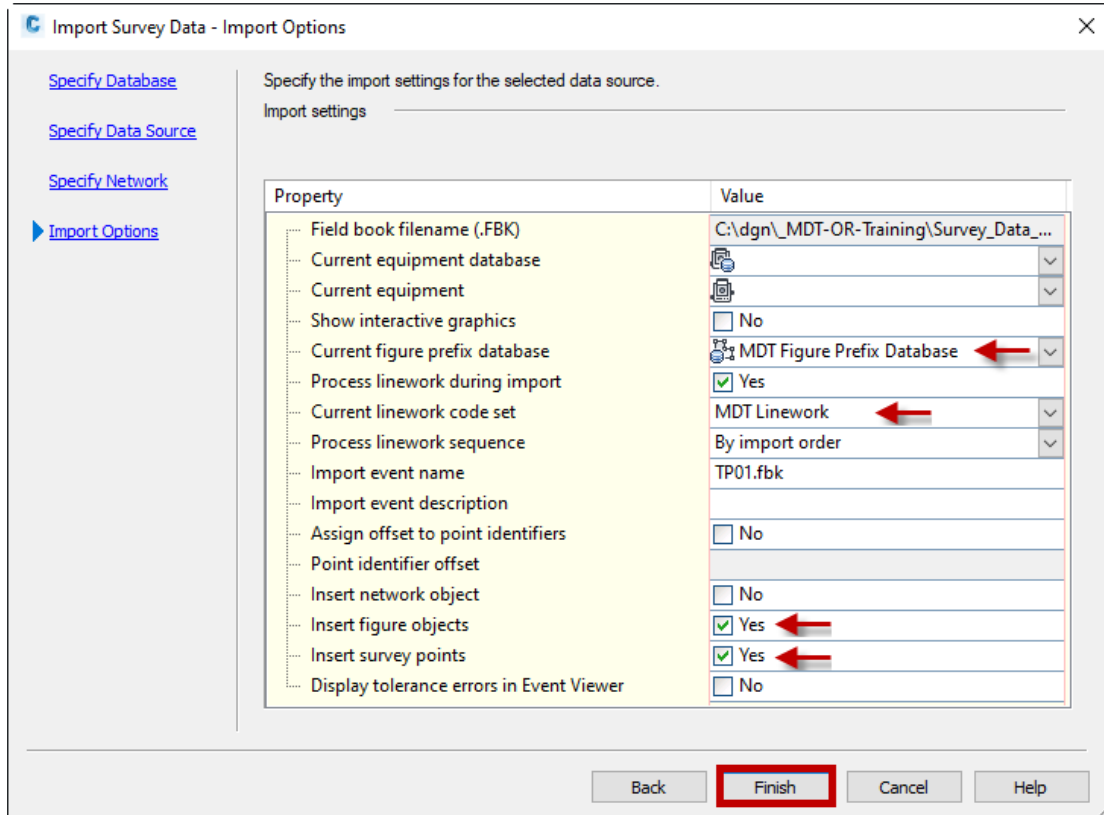 Import Survey Data - Import Options
Specify Database
Specify Data Source
Specify Network
Import Options
Specify the import settings for the selected data source.
Import settings
Property Value
Field book filename (.FBK) C:\dgn\_MDT-OR-Training\Survey_Data_...
Current equipment database
Current equipment
Show interactive graphics No
Current figure prefix database MDT Figure Prefix Database
Process linework during import Yes
Current linework code set MDT Linework
Process linework sequence By import order
Import event name TP01.fbk
Import event description
Assign offset to point identifiers No
Point identifier offset
Insert network object No
Insert figure objects Yes
Insert survey points Yes
Display tolerance errors in Event Viewer No
Back Finish Cancel Help